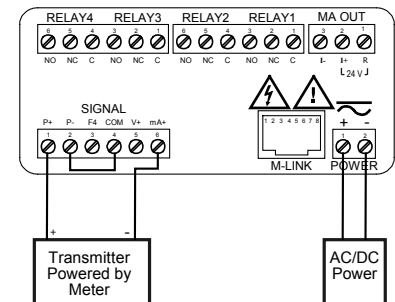 RELAY4 RELAY3 RELAY2 RELAY1 MA OUT
6 5 4 3 2 1 6 5 4 3 2 1 3 2 1
NO NC C NO NC C NO NC C NO NC C I- I+ R
24 V
SIGNAL
P+ P- F4 COM V+ mA+
1 2 3 4 5 6
1 2 3 4 5 6 7 8
M-LINK
+ -
1 2
POWER
+ -
Transmitter
Powered by
Meter
AC/DC
Power